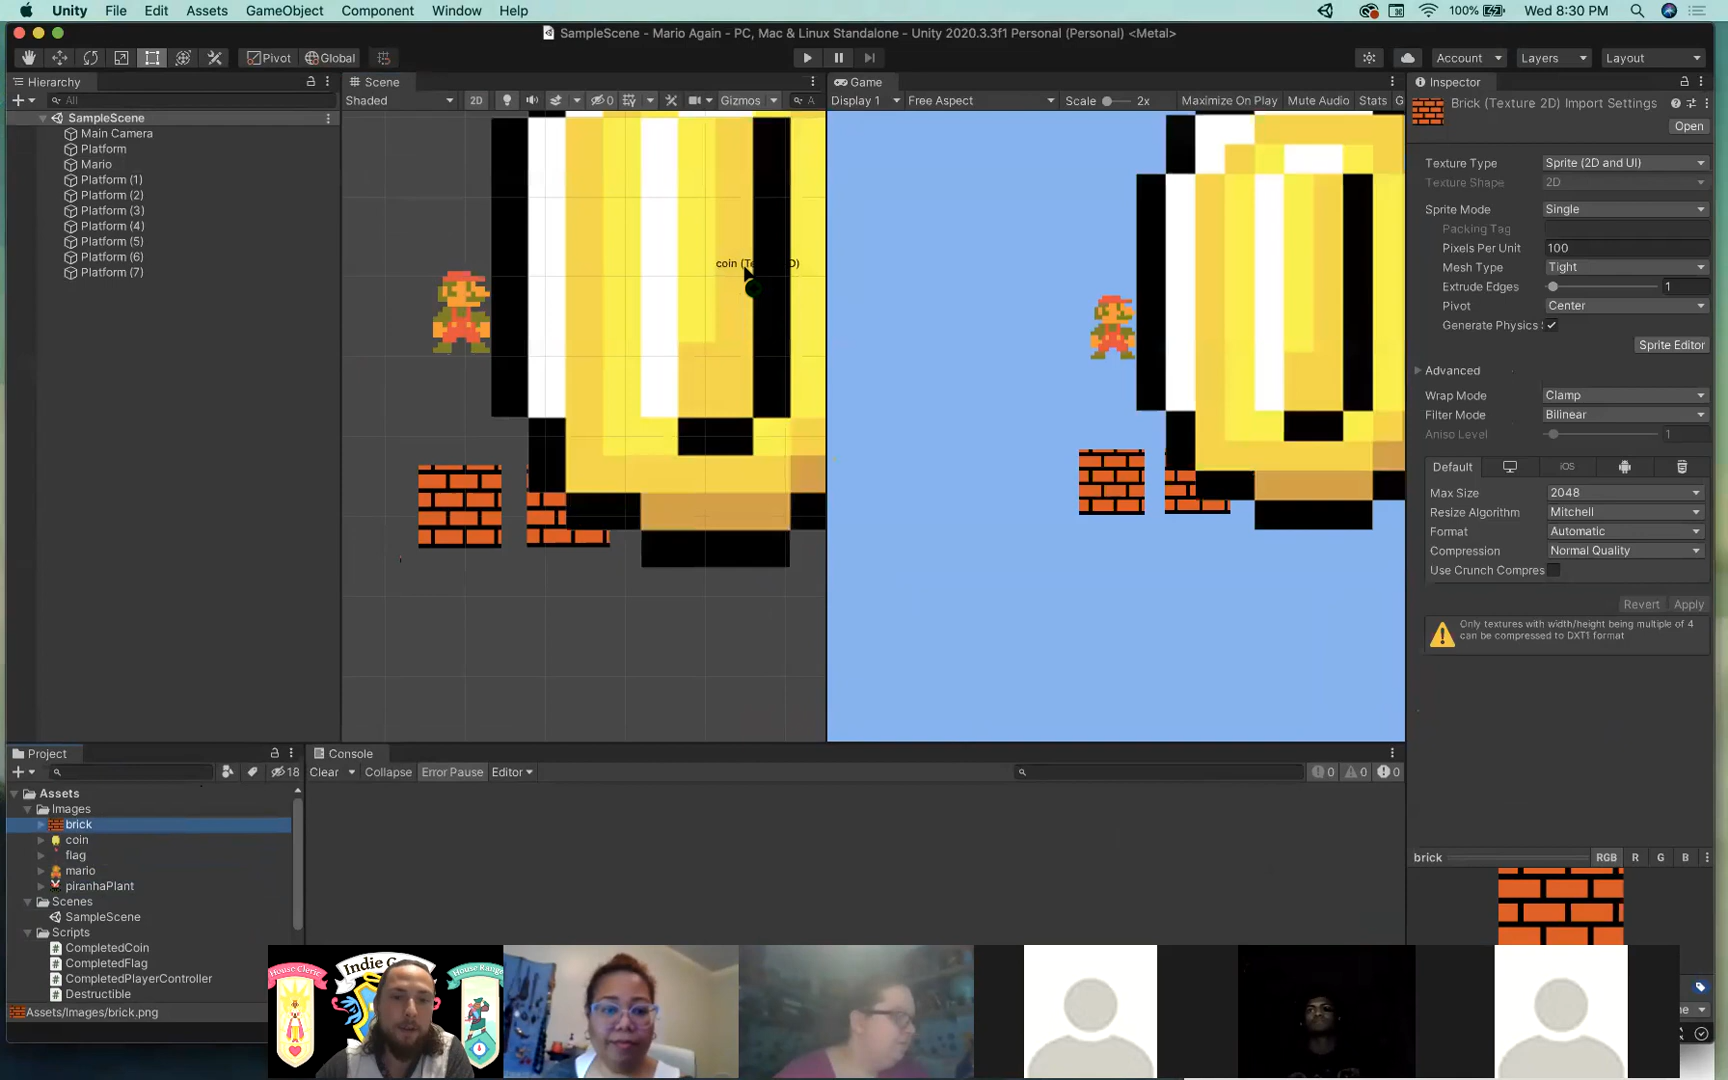 Unity File Edit Assets GameObject Component Window Help 100% Wed 8:30 PM
SampleScene - Mario Again - PC, Mac & Linux Standalone - Unity 2020.3.3f1 Personal (Personal) <Metal>
Pivot Global Account Layers Layout
Hierarchy
All
SampleScene
Main Camera
Platform
Mario
Platform (1)
Platform (2)
Platform (3)
Platform (4)
Platform (5)
Platform (6)
Platform (7)
Scene
Shaded 2D 0 Gizmos A
coin
Game
Display 1 Free Aspect Scale 2x Maximize On Play Mute Audio Stats G
Inspector
Brick (Texture 2D) Import Settings
Open
Texture Type Sprite (2D and UI)
Texture Shape 2D
Sprite Mode Single
Packing Tag
Pixels Per Unit 100
Mesh Type Tight
Extrude Edges 1
Pivot Center
Generate Physics
Sprite Editor
Advanced
Wrap Mode Clamp
Filter Mode Bilinear
Aniso Level 1
Default iOS
Max Size 2048
Resize Algorithm Mitchell
Format Automatic
Compression Normal Quality
Use Crunch Compres
Revert Apply
Only textures with width/height being multiple of 4
can be compressed to DXT1 format
brick RGB R G B
Project
18
Assets
Images
brick
coin
flag
mario
piranhaPlant
Scenes
SampleScene
Scripts
CompletedCoin
CompletedFlag
CompletedPlayerController
Destructible
Assets/Images/brick.png
Console
Clear Collapse Error Pause Editor 0 0 0
House Cleric
Indie
House Range